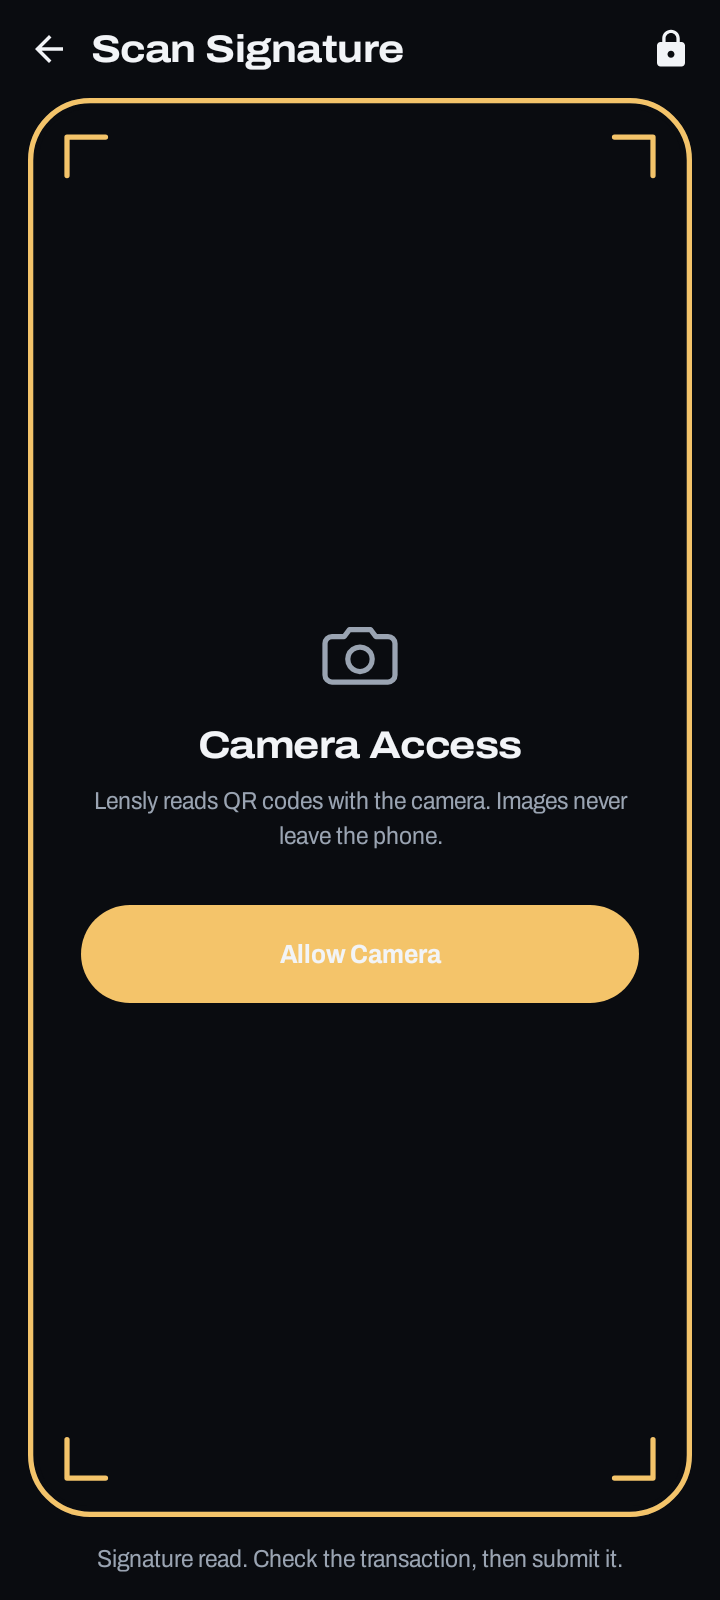 Scan Signature
Camera Access
Lensly reads QR codes with the camera. Images never
leave the phone.
Allow Camera
Signature read. Check the transaction, then submit it.